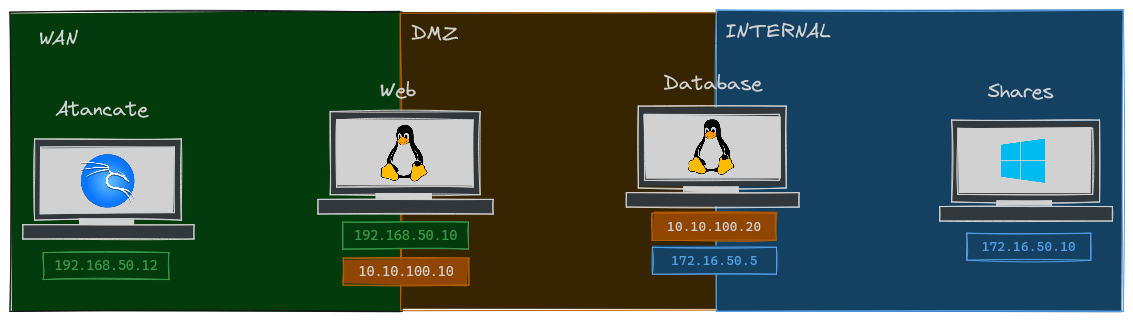 WAN
DMZ
INTERNAL
Atancate
Web
Database
Shares
192.168.50.12
192.168.50.10
10.10.100.10
10.10.100.20
172.16.50.5
172.16.50.10